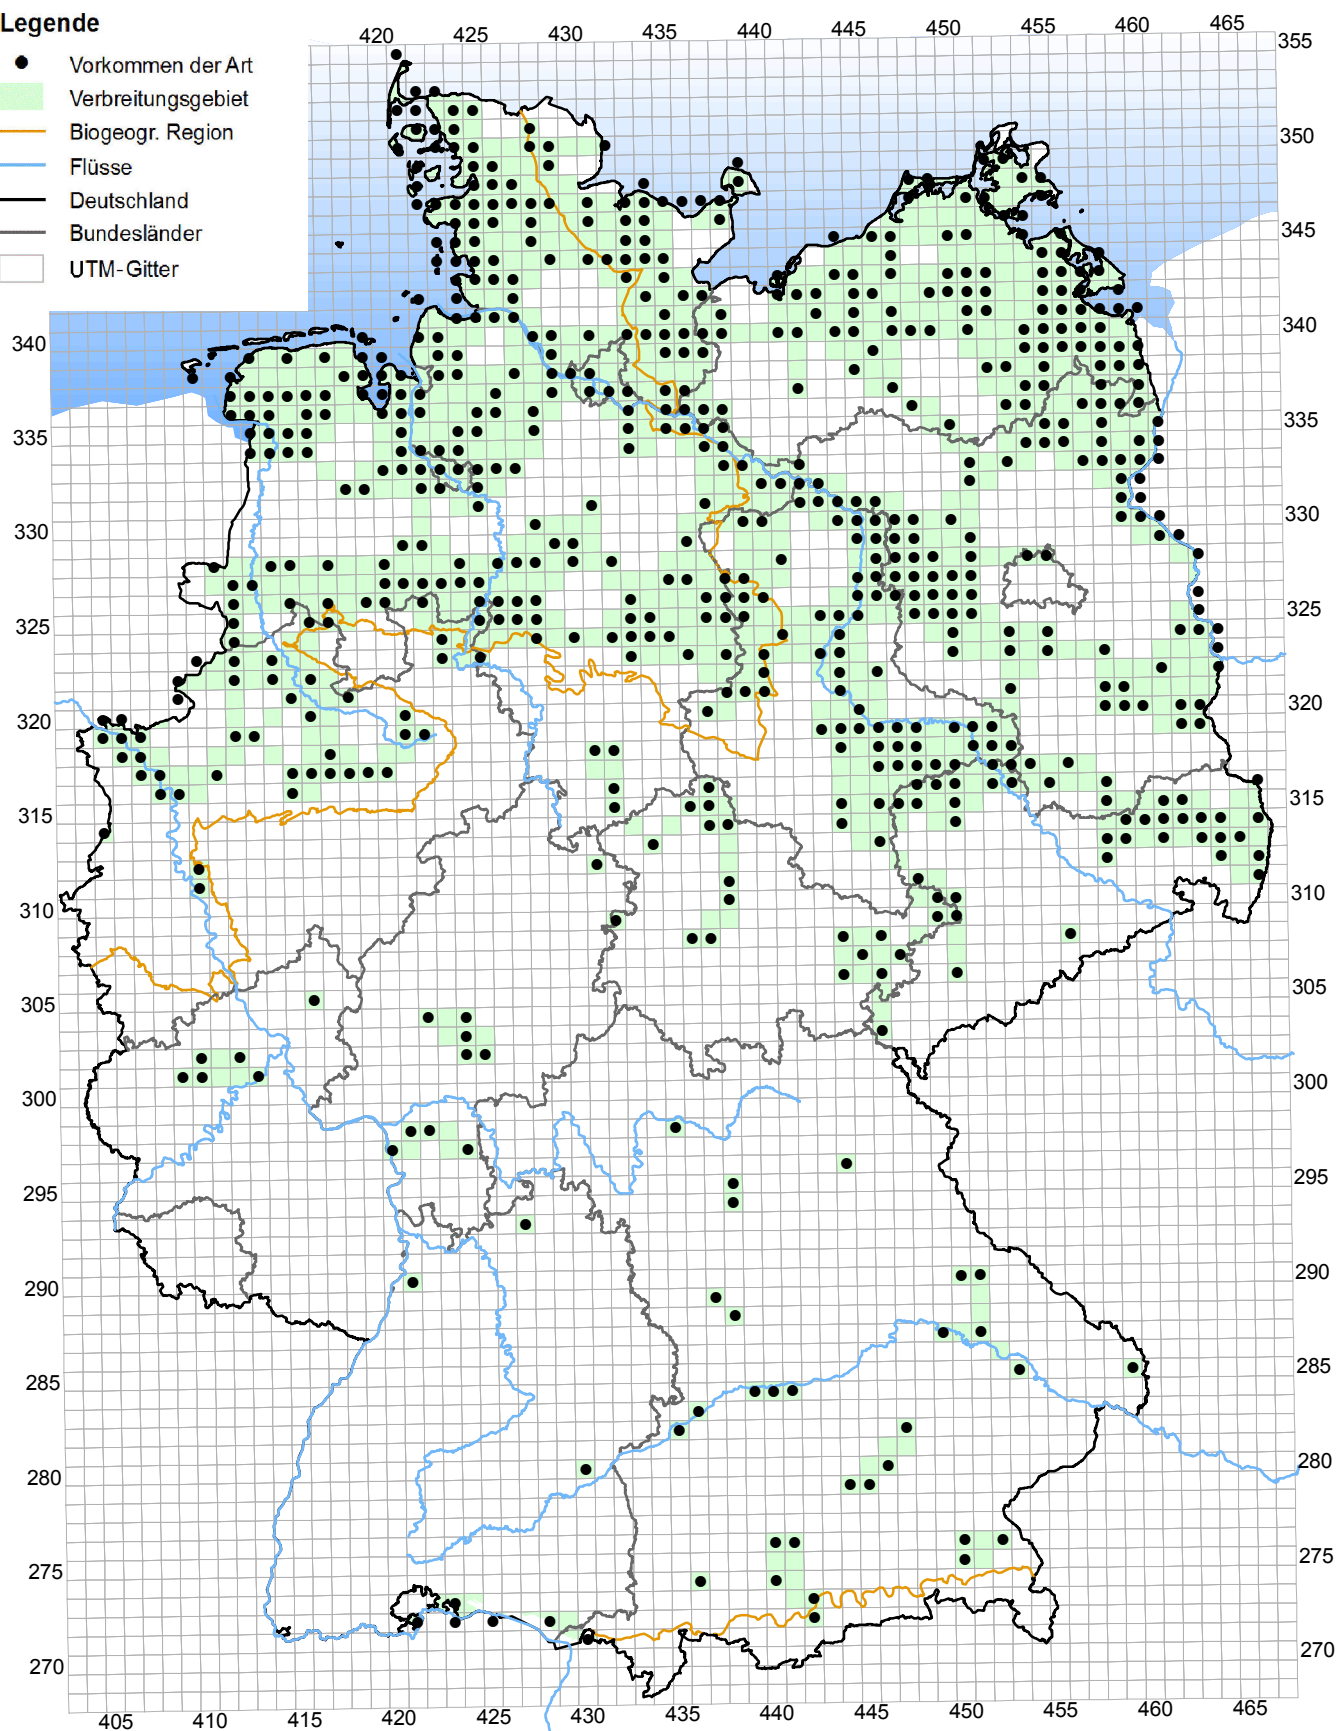 Legende
Vorkommen der Art
Verbreitungsgebiet
Biogeogr. Region
Flüsse
Deutschland
Bundesländer
UTM-Gitter
420 425 430 435 440 445 450 455 460 465
355
350
345
340 340
335 335
330 330
325 325
320 320
315 315
310 310
305 305
300 300
295 295
290 290
285 285
280 280
275 275
270 270
405 410 415 420 425 430 435 440 445 450 455 460 465